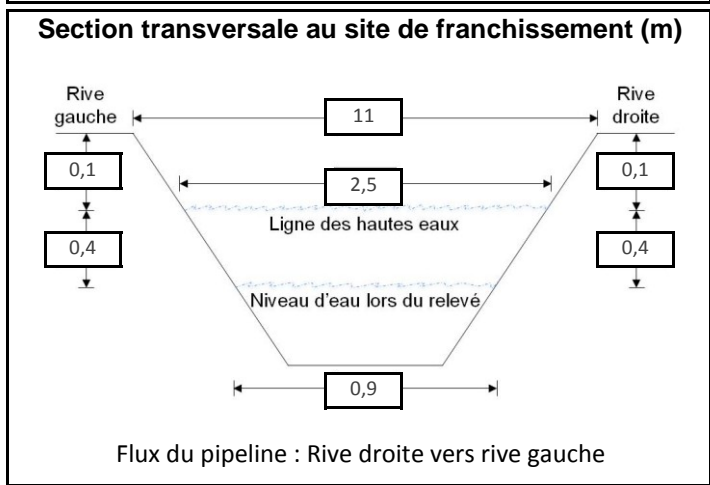 Section transversale au site de franchissement (m)
Rive
gauche
11
Rive
droite
0,1
2,5
0,1
Ligne des hautes eaux
0,4
0,4
Niveau d'eau lors du relevé
0,9
Flux du pipeline : Rive droite vers rive gauche